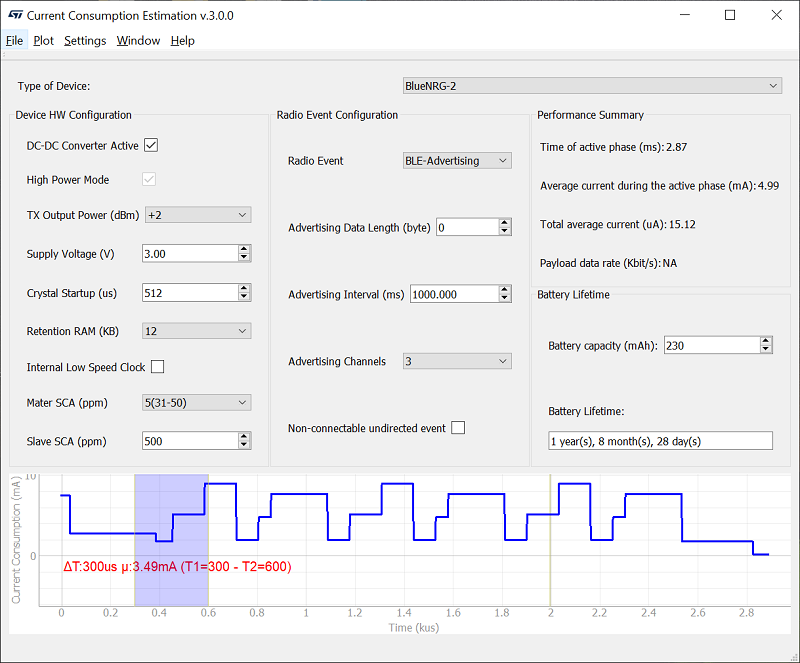 Current Consumption Estimation v.3.0.0
File Plot Settings Window Help
Type of Device: BlueNRG-2
Device HW Configuration
DC-DC Converter Active
High Power Mode
TX Output Power (dBm) +2
Supply Voltage (V) 3.00
Crystal Startup (us) 512
Retention RAM (KB) 12
Internal Low Speed Clock
Mater SCA (ppm) 5(31-50)
Slave SCA (ppm) 500
Radio Event Configuration
Radio Event BLE-Advertising
Advertising Data Length (byte) 0
Advertising Interval (ms) 1000.000
Advertising Channels 3
Non-connectable undirected event
Performance Summary
Time of active phase (ms): 2.87
Average current during the active phase (mA): 4.99
Total average current (uA): 15.12
Payload data rate (Kbit/s): NA
Battery Lifetime
Battery capacity (mAh): 230
Battery Lifetime:
1 year(s), 8 month(s), 28 day(s)
Current Consumption (mA)
10
0
ΔT:300us μ:3.49mA (T1=300 - T2=600)
0 0.2 0.4 0.6 0.8 1 1.2 1.4 1.6 1.8 2 2.2 2.4 2.6 2.8
Time (kus)